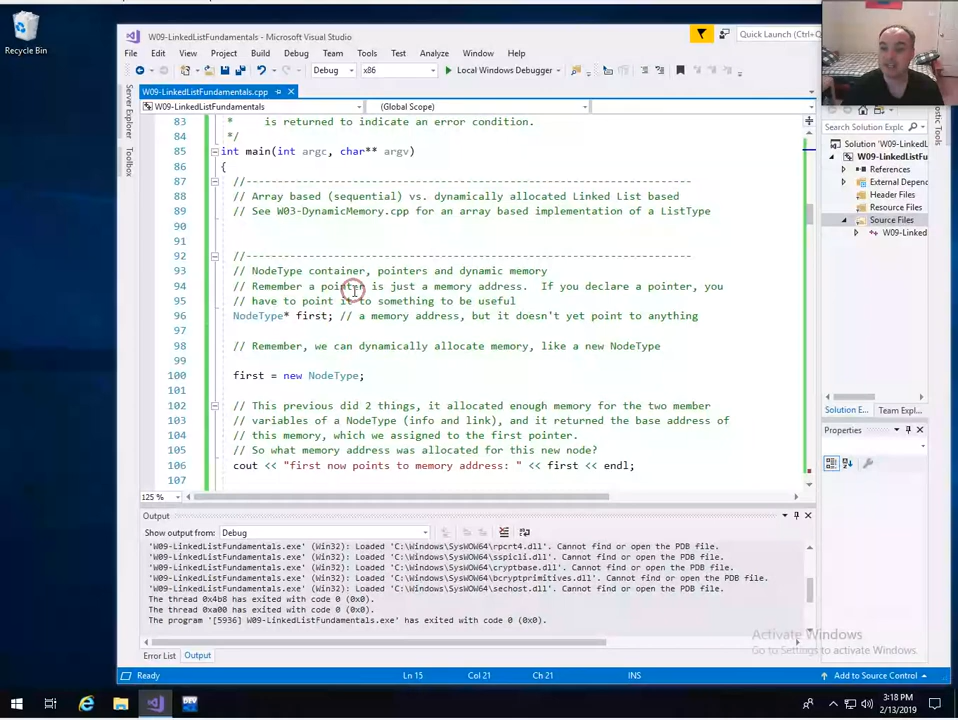 Recycle Bin
W09-LinkedListFundamentals - Microsoft Visual Studio
Quick Launch (Ctrl+Q
File Edit View Project Build Debug Team Tools Test Analyze Window Help
Debug x86 Local Windows Debugger
W09-LinkedListFundamentals.cpp
W09-LinkedListFundamentals (Global Scope)
Server Explorer
Toolbox
83 * is returned to indicate an error condition.
84 */
85 int main(int argc, char** argv)
86 {
87 //-----------------------------------------------------------------------
88 // Array based (sequential) vs. dynamically allocated Linked List based
89 // See W03-DynamicMemory.cpp for an array based implementation of a ListType
90
91
92 //-----------------------------------------------------------------------
93 // NodeType container, pointers and dynamic memory
94 // Remember a pointer is just a memory address. If you declare a pointer, you
95 // have to point it to something to be useful
96 NodeType* first; // a memory address, but it doesn't yet point to anything
97
98 // Remember, we can dynamically allocate memory, like a new NodeType
99
100 first = new NodeType;
101
102 // This previous did 2 things, it allocated enough memory for the two member
103 // variables of a NodeType (info and link), and it returned the base address of
104 // this memory, which we assigned to the first pointer.
105 // So what memory address was allocated for this new node?
106 cout << "first now points to memory address: " << first << endl;
107
125 %
Output
Show output from: Debug
'W09-LinkedListFundamentals.exe' (Win32): Loaded 'C:\Windows\SysWOW64\rpcrt4.dll'. Cannot find or open the PDB file.
'W09-LinkedListFundamentals.exe' (Win32): Loaded 'C:\Windows\SysWOW64\sspicli.dll'. Cannot find or open the PDB file.
'W09-LinkedListFundamentals.exe' (Win32): Loaded 'C:\Windows\SysWOW64\cryptbase.dll'. Cannot find or open the PDB file.
'W09-LinkedListFundamentals.exe' (Win32): Loaded 'C:\Windows\SysWOW64\bcryptprimitives.dll'. Cannot find or open the PDB file.
'W09-LinkedListFundamentals.exe' (Win32): Loaded 'C:\Windows\SysWOW64\sechost.dll'. Cannot find or open the PDB file.
The thread 0x4b8 has exited with code 0 (0x0).
The thread 0xa00 has exited with code 0 (0x0).
The program '[5936] W09-LinkedListFundamentals.exe' has exited with code 0 (0x0).
Error List Output
Search Solution Explc
Solution 'W09-Linked
W09-LinkedListFu
References
External Depend
Header Files
Resource Files
Source Files
W09-Linked
Solution E... Team Expl...
Properties
nostic Tools
Activate Windows
Go to Settings to activate Windows.
Ready Ln 15 Col 21 Ch 21 INS Add to Source Control
DEV
3:18 PM
2/13/2019